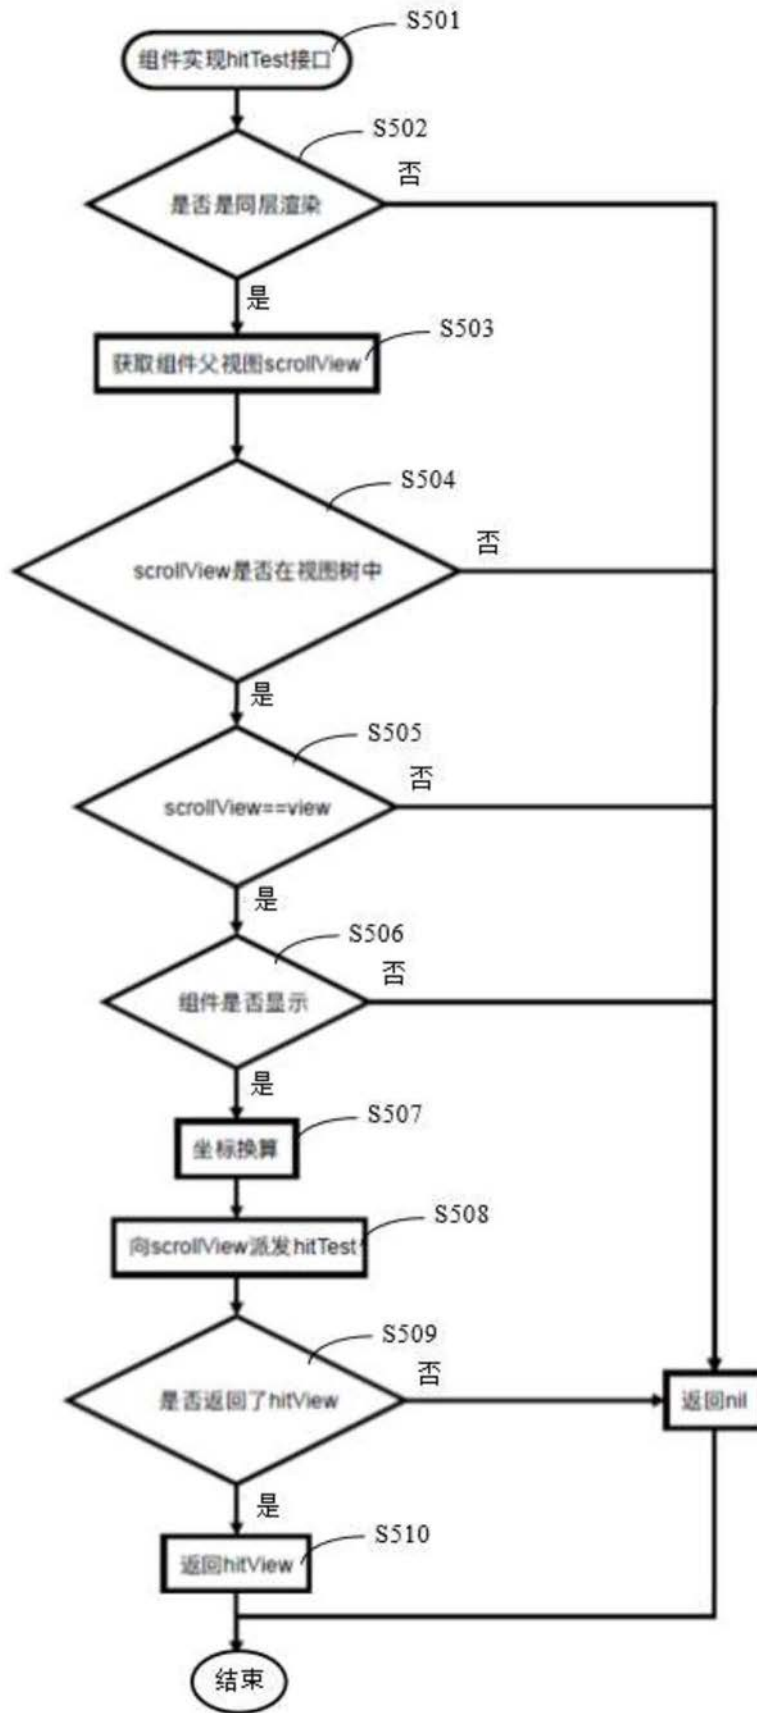 S501
组件实现hitTest接口
S502
否
是否是同层渲染
是
S503
获取组件父视图scrollView
S504
否
scrollView是否在视图树中
是
S505
否
scrollView==view
是
S506
否
组件是否显示
是
S507
坐标换算
S508
向scrollView派发hitTest
S509
否
是否返回了hitView
返回nil
是
S510
返回hitView
结束